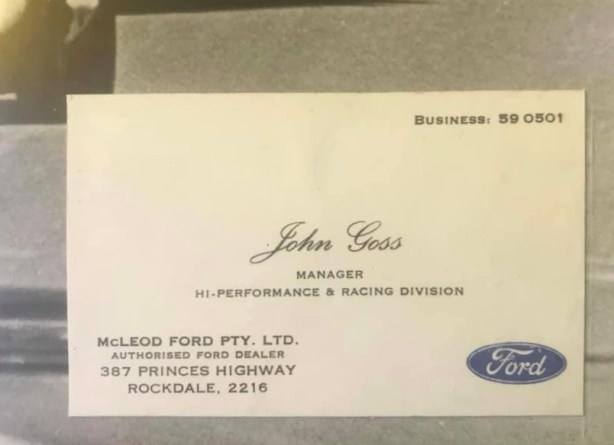 BUSINESS: 59 0501
John Goss
MANAGER
HI-PERFORMANCE & RACING DIVISION
McLEOD FORD PTY. LTD.
AUTHORISED FORD DEALER
387 PRINCES HIGHWAY
ROCKDALE, 2216
Ford